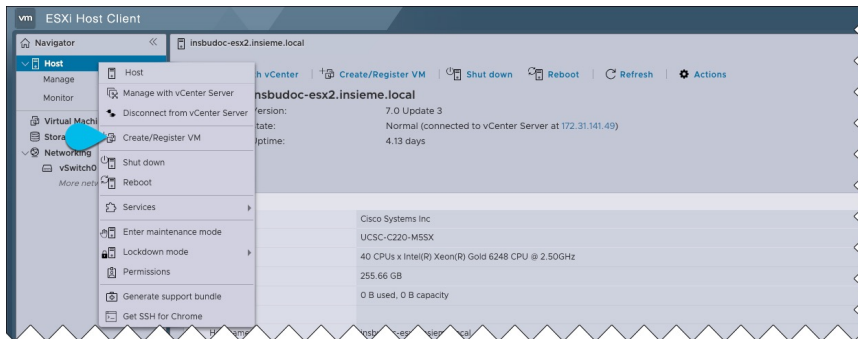 vm ESXi Host Client
Navigator
insbudoc-esx2.insieme.local
Host
Manage
Monitor
Virtual Machi
Stora
Networking
vSwitch0
More netw
Host
Manage with vCenter Server
Disconnect from vCenter Server
Create/Register VM
Shut down
Reboot
Services
Enter maintenance mode
Lockdown mode
Permissions
Generate support bundle
Get SSH for Chrome
h vCenter | Create/Register VM | Shut down Reboot | Refresh | Actions
nsbudoc-esx2.insieme.local
Version: 7.0 Update 3
State: Normal (connected to vCenter Server at 172.31.141.49)
Uptime: 4.13 days
Cisco Systems Inc
UCSC-C220-M5SX
40 CPUs x Intel(R) Xeon(R) Gold 6248 CPU @ 2.50GHz
255.66 GB
0 B used, 0 B capacity